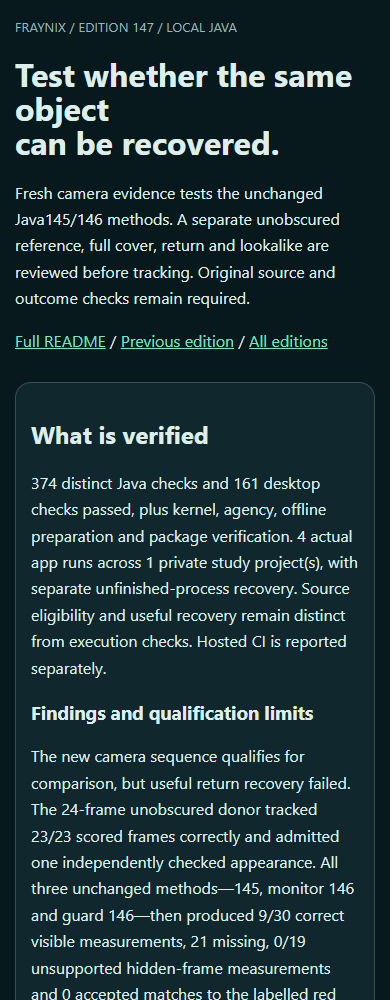 FRAYNIX / EDITION 147 / LOCAL JAVA
Test whether the same
object
can be recovered.
Fresh camera evidence tests the unchanged
Java145/146 methods. A separate unobscured
reference, full cover, return and lookalike are
reviewed before tracking. Original source and
outcome checks remain required.
Full README / Previous edition / All editions
What is verified
374 distinct Java checks and 161 desktop
checks passed, plus kernel, agency, offline
preparation and package verification. 4 actual
app runs across 1 private study project(s), with
separate unfinished-process recovery. Source
eligibility and useful recovery remain distinct
from execution checks. Hosted CI is reported
separately.
Findings and qualification limits
The new camera sequence qualifies for
comparison, but useful return recovery failed.
The 24-frame unobscured donor tracked
23/23 scored frames correctly and admitted
one independently checked appearance. All
three unchanged methods—145, monitor 146
and guard 146—then produced 9/30 correct
visible measurements, 21 missing, 0/19
unsupported hidden-frame measurements
and 0 accepted matches to the labelled red